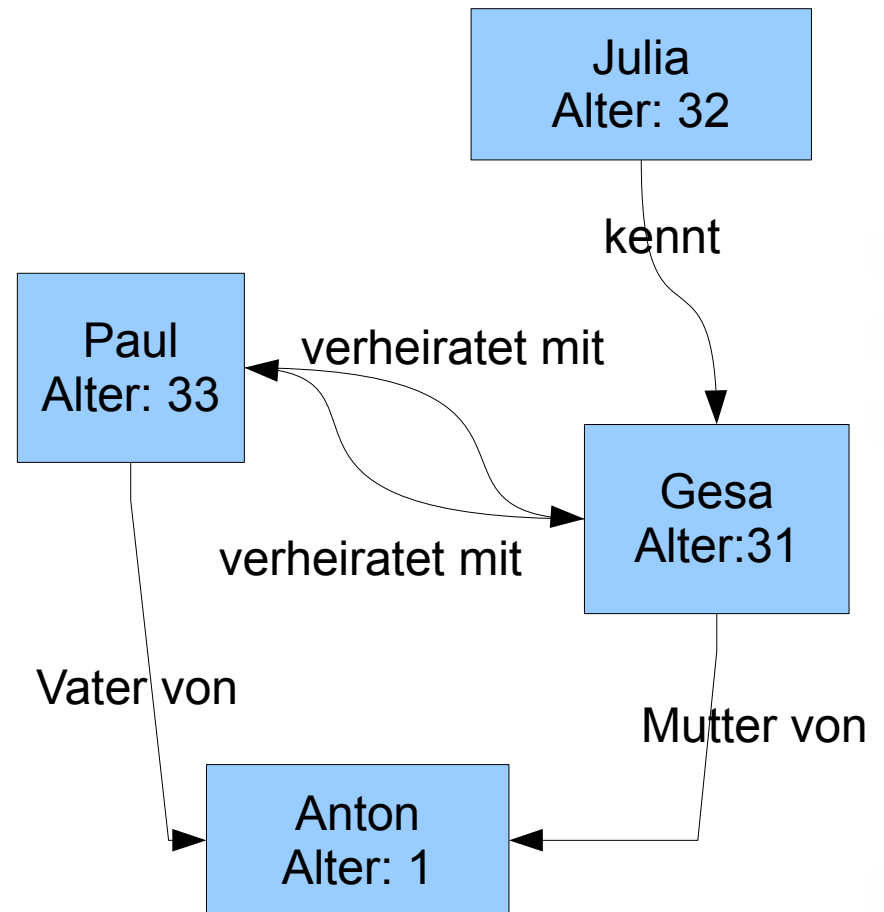 Julia
Alter: 32
kennt
Paul
Alter: 33
verheiratet mit
Gesa
Alter:31
verheiratet mit
Vater von
Mutter von
Anton
Alter: 1